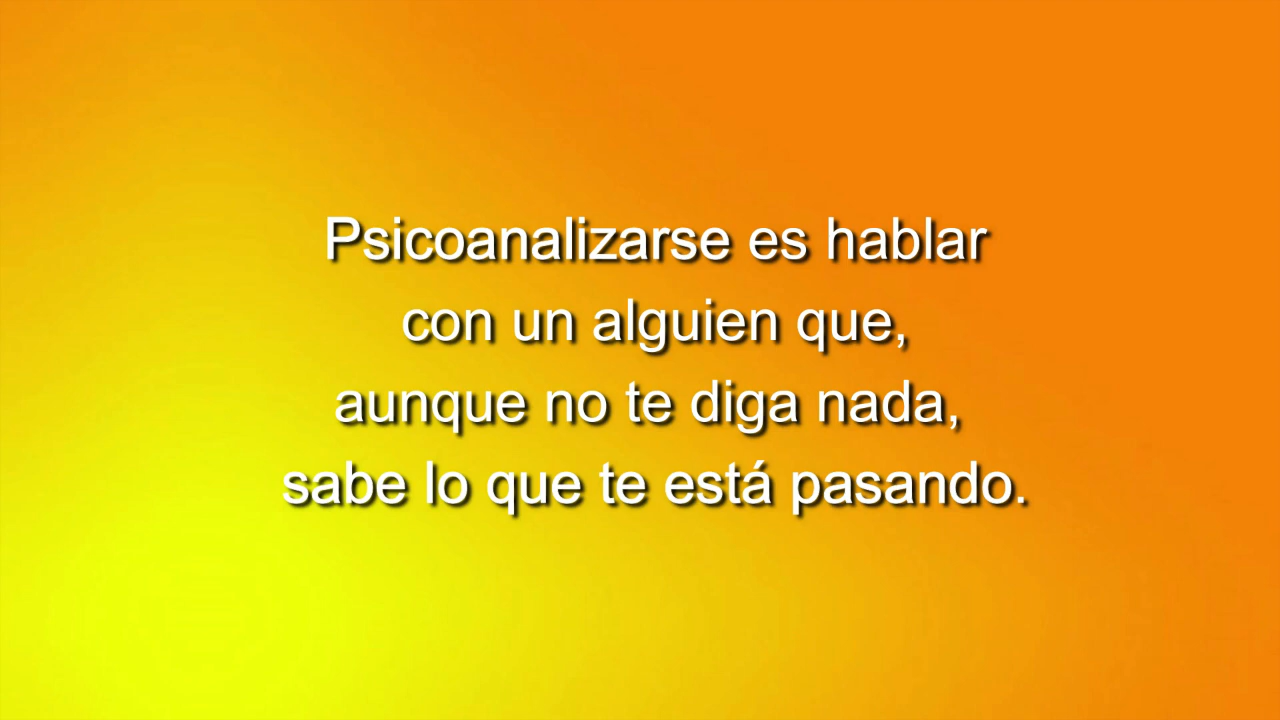 Psicoanalizarse es hablar
con un alguien que,
aunque no te diga nada,
sabe lo que te está pasando.